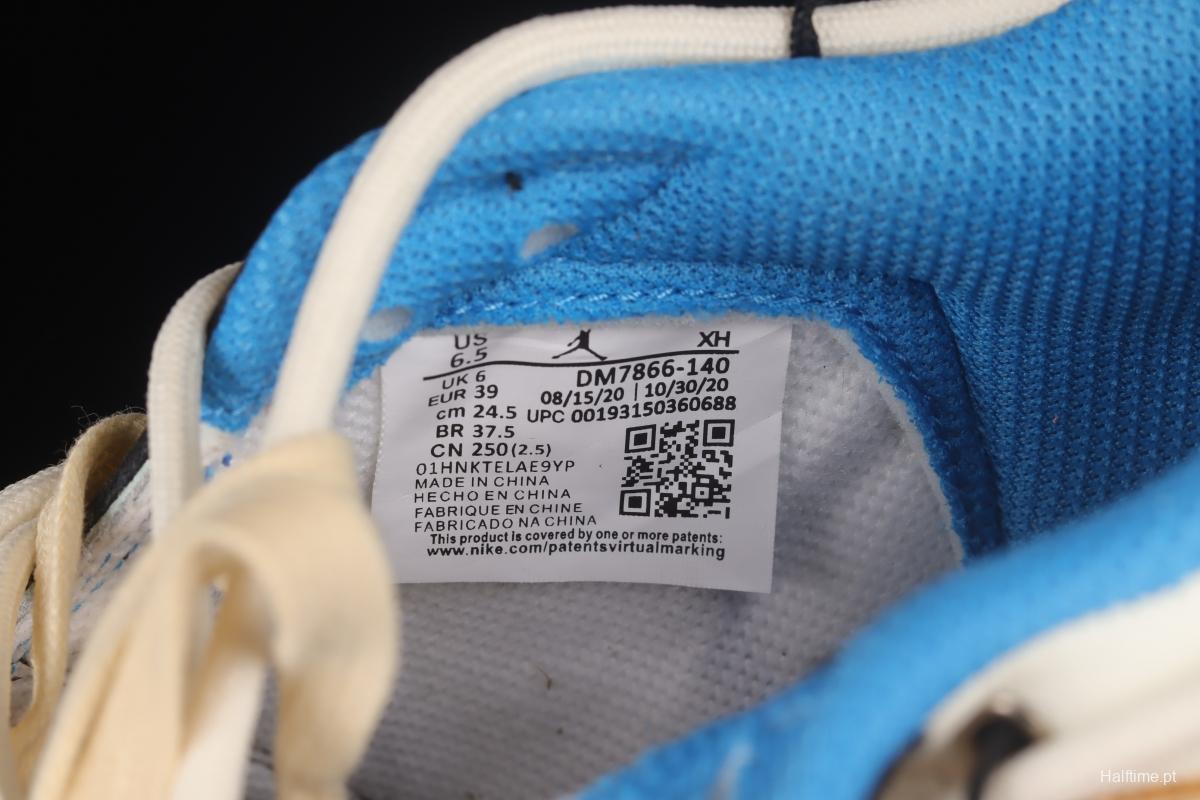 US
6.5
XH
UK 6
EUR 39
cm 24.5
BR 37.5
CN 250 (2.5)
DM7866-140
08/15/20 | 10/30/20
UPC 00193150360688
01HNKTELAE9YP
MADE IN CHINA
HECHO EN CHINA
FABRIQUE EN CHINE
FABRICADO NA CHINA
This product is covered by one or more patents:
www.nike.com/patentsvirtualmarking
Halftime.pt